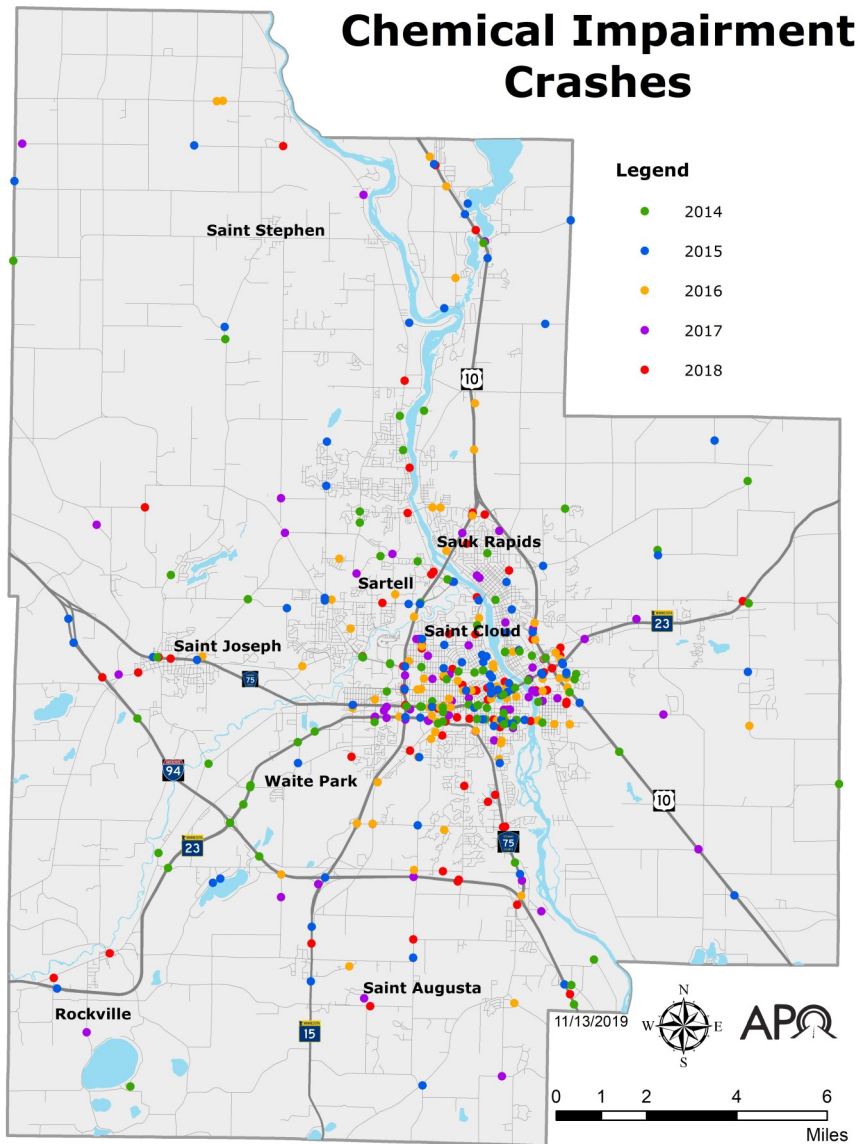 Chemical Impairment
Crashes
Legend
2014
2015
2016
2017
2018
Saint Stephen
10
Sauk Rapids
Sartell
Saint Cloud
23
Saint Joseph
75
94
Waite Park
10
23
75
Saint Augusta
Rockville
15
11/13/2019
N
W E
S
APO
0 1 2 4 6
Miles